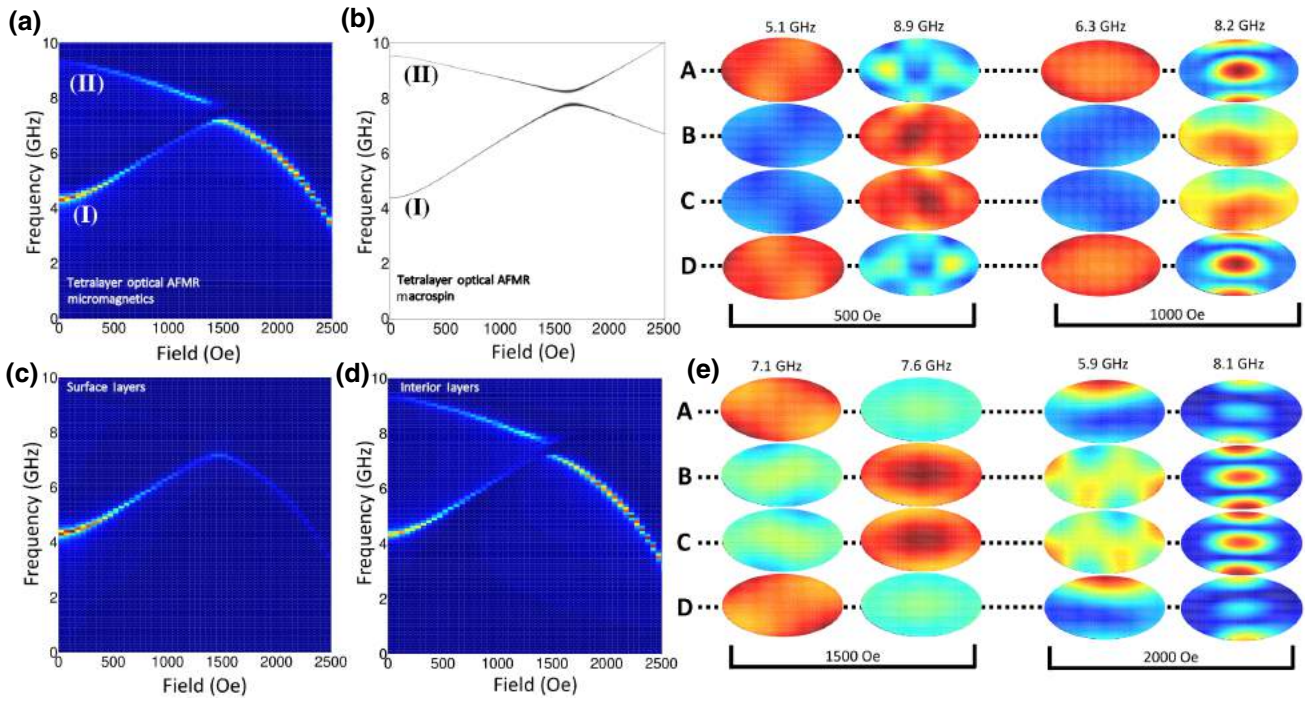 (a)
10
8
6
4
2
0
Frequency (GHz)
(II)
(I)
Tetralayer optical AFMR
micromagnetics
0 500 1000 1500 2000 2500
Field (Oe)
(b)
10
8
6
4
2
0
Frequency (GHz)
(II)
(I)
Tetralayer optical AFMR
macrospin
0 500 1000 1500 2000 2500
Field (Oe)
5.1 GHz 8.9 GHz 6.3 GHz 8.2 GHz
A
B
C
D
500 Oe 1000 Oe
(c)
10
8
6
4
2
0
Frequency (GHz)
Surface layers
0 500 1000 1500 2000 2500
Field (Oe)
(d)
10
8
6
4
2
0
Frequency (GHz)
Interior layers
0 500 1000 1500 2000 2500
Field (Oe)
(e)
7.1 GHz 7.6 GHz 5.9 GHz 8.1 GHz
A
B
C
D
1500 Oe 2000 Oe